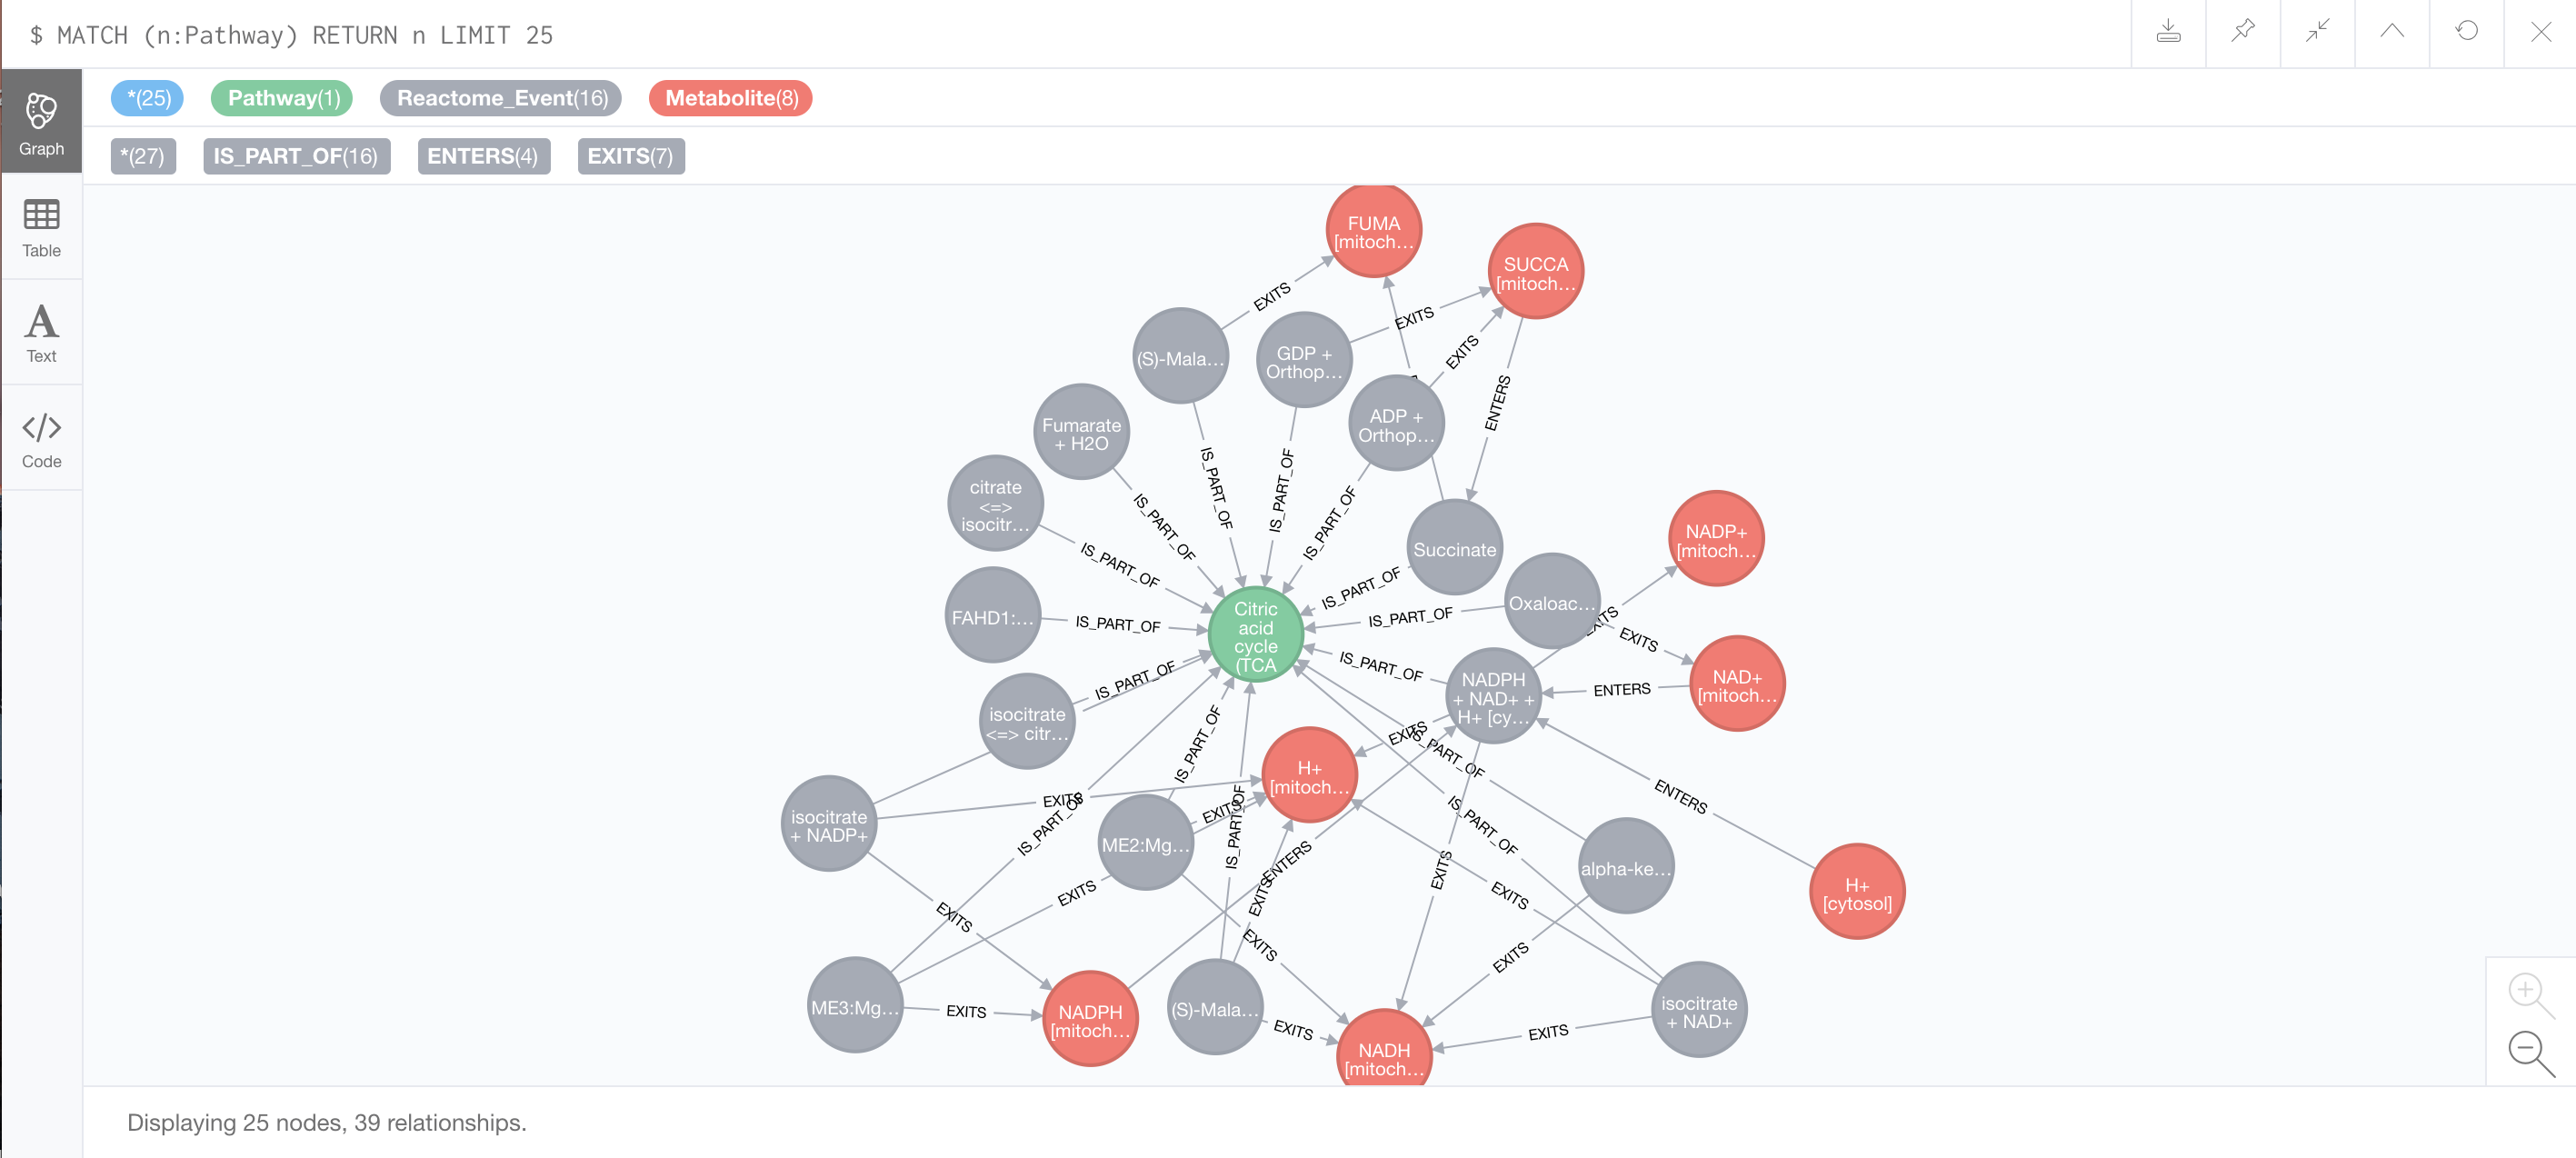 $ MATCH (n:Pathway) RETURN n LIMIT 25
*(25) Pathway(1) Reactome_Event(16) Metabolite(8)
*(27) IS_PART_OF(16) ENTERS(4) EXITS(7)
Graph
Table
Text
Code
FUMA
[mitoch...
SUCCA
[mitoch...
EXITS
EXITS
EXITS
ENTERS
(S)-Mala...
GDP +
Orthop...
ADP +
Orthop...
Fumarate
+ H2O
citrate
<=>
isocitr...
IS_PART_OF
IS_PART_OF
IS_PART_OF
IS_PART_OF
IS_PART_OF
Succinate
NADP+
[mitoch...
FAHD1:...
IS_PART_OF
Citric
acid
cycle
(TCA
IS_PART_OF
IS_PART_OF
Oxaloac...
EXITS
EXITS
NAD+
[mitoch...
ENTERS
IS_PART_OF
NADPH
+ NAD+ +
H+ [cy...
IS_PART_OF
isocitrate
<=> citr...
IS_PART_OF
EXITS
IS_PART_OF
H+
[mitoch...
ENTERS
isocitrate
+ NADP+
EXITS
IS_PART_OF
ME2:Mg...
EXITS
IS_PART_OF
ENTERS
EXITS
IS_PART_OF
EXITS
alpha-ke...
H+
[cytosol]
EXITS
EXITS
EXITS
EXITS
EXITS
ME3:Mg...
EXITS
NADPH
[mitoch...
(S)-Mala...
EXITS
NADH
[mitoch...
EXITS
isocitrate
+ NAD+
Displaying 25 nodes, 39 relationships.